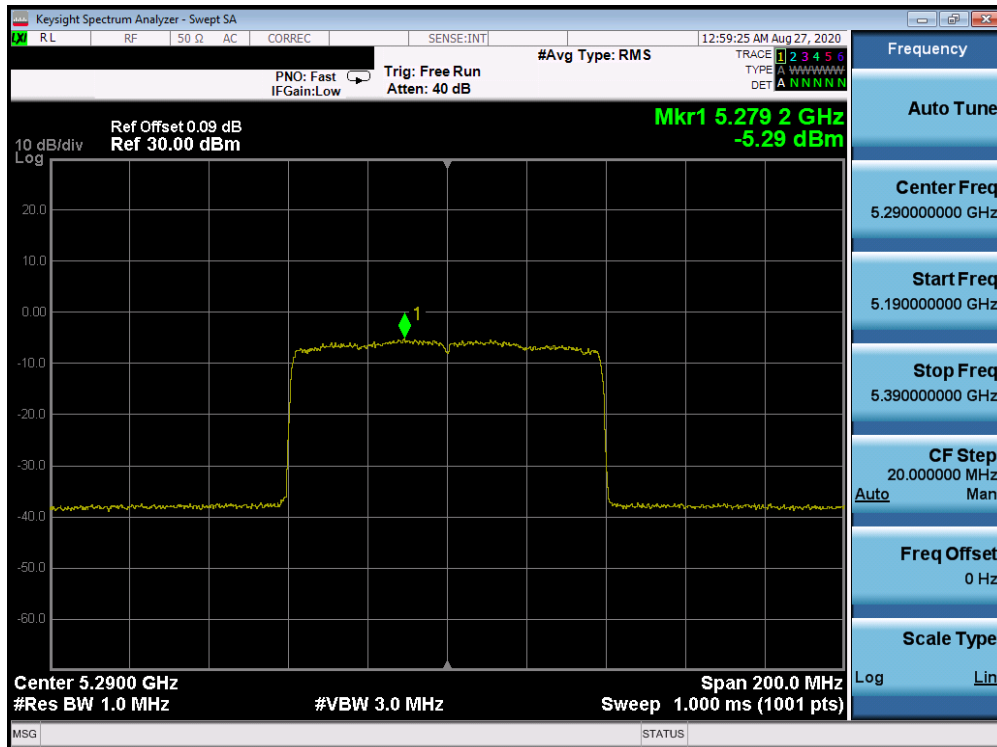 Keysight Spectrum Analyzer - Swept SA
LXI RL RF 50 Ω AC CORREC SENSE:INT 12:59:25 AM Aug 27, 2020
#Avg Type: RMS
TRACE 1 2 3 4 5 6
TYPE A WWWWW
DET A N N N N N
PNO: Fast
IFGain:Low
Trig: Free Run
Atten: 40 dB
Mkr1 5.279 2 GHz
-5.29 dBm
Ref Offset 0.09 dB
Ref 30.00 dBm
10 dB/div
Log
20.0
10.0
0.00
-10.0
-20.0
-30.0
-40.0
-50.0
-60.0
1
Center 5.2900 GHz
Span 200.0 MHz
#Res BW 1.0 MHz
#VBW 3.0 MHz
Sweep 1.000 ms (1001 pts)
MSG
STATUS
Frequency
Auto Tune
Center Freq
5.290000000 GHz
Start Freq
5.190000000 GHz
Stop Freq
5.390000000 GHz
CF Step
20.000000 MHz
Auto Man
Freq Offset
0 Hz
Scale Type
Log Lin